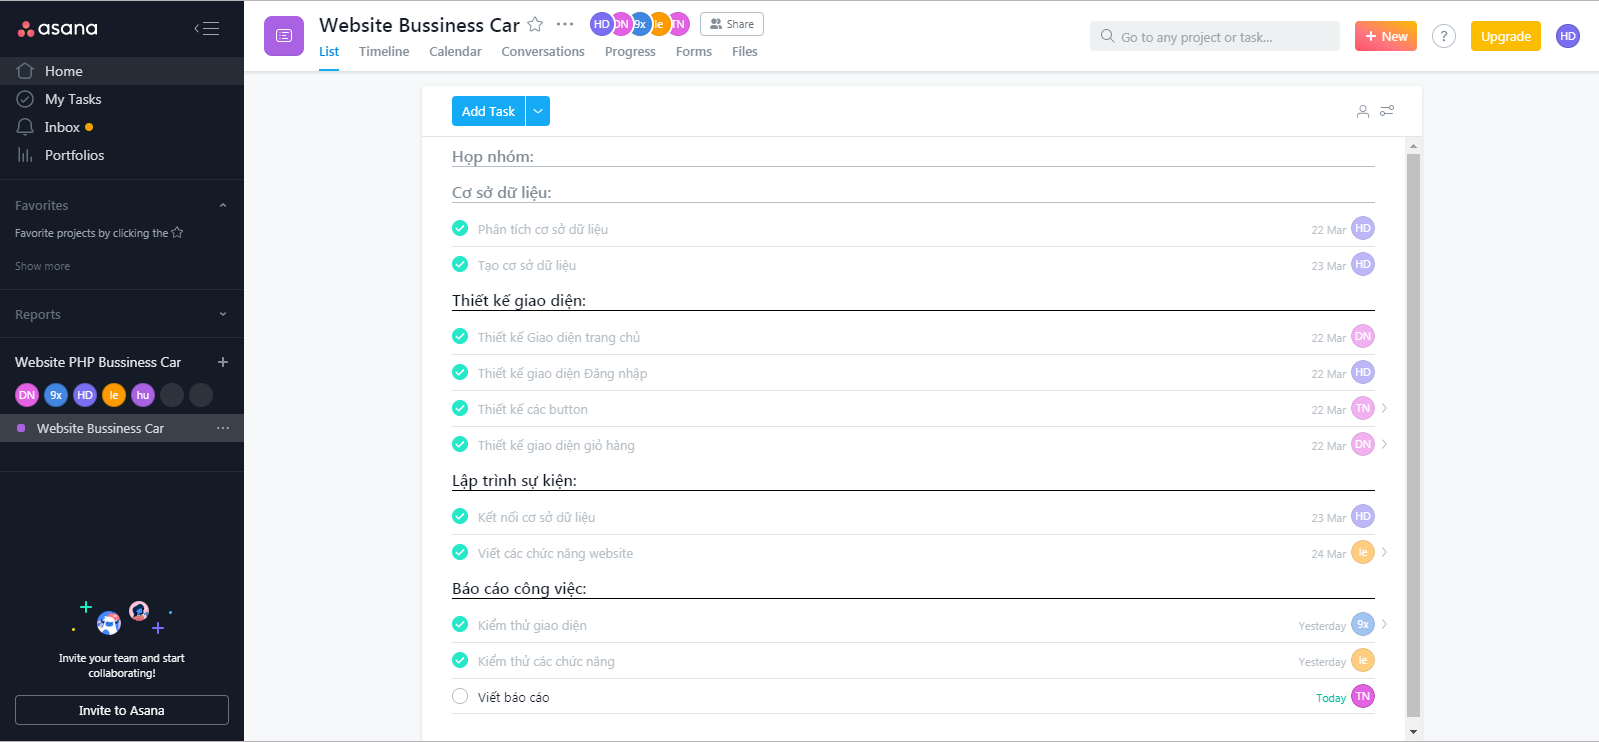 asana
Home
My Tasks
Inbox
Portfolios
Favorites
Favorite projects by clicking the
Show more
Reports
Website PHP Bussiness Car
DN 9x HD le hu
Website Bussiness Car
Invite your team and start
collaborating!
Invite to Asana
Website Bussiness Car
HD DN 9x le TN
Share
List Timeline Calendar Conversations Progress Forms Files
Go to any project or task...
+ New
?
Upgrade
HD
Add Task
Họp nhóm:
Cơ sở dữ liệu:
Phân tích cơ sở dữ liệu 22 Mar HD
Tạo cơ sở dữ liệu 23 Mar HD
Thiết kế giao diện:
Thiết kế Giao diện trang chủ 22 Mar DN
Thiết kế giao diện Đăng nhập 22 Mar HD
Thiết kế các button 22 Mar TN
Thiết kế giao diện giỏ hàng 22 Mar DN
Lập trình sự kiện:
Kết nối cơ sở dữ liệu 23 Mar HD
Viết các chức năng website 24 Mar le
Báo cáo công việc:
Kiểm thử giao diện Yesterday 9x
Kiểm thử các chức năng Yesterday le
Viết báo cáo Today TN